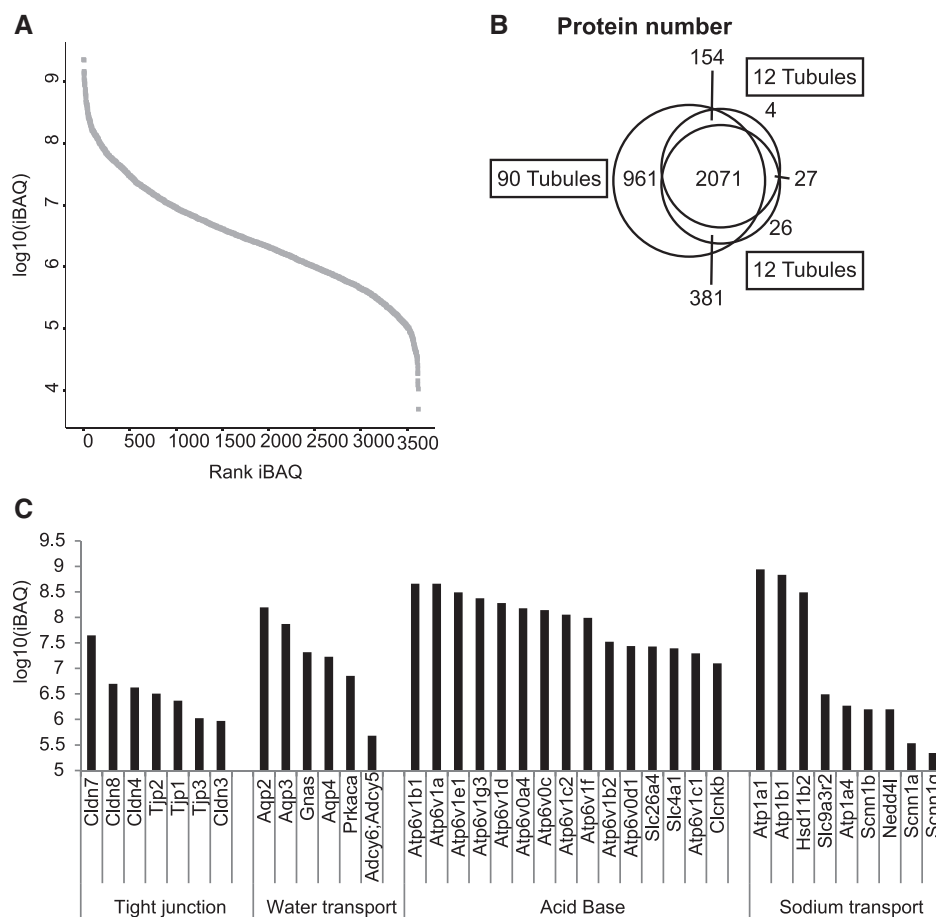 A
9
8
7
6
5
4
log10(iBAQ)
0 500 1000 1500 2000 2500 3000 3500
Rank iBAQ
B
Protein number
154
12 Tubules
4
90 Tubules
961
2071
27
26
12 Tubules
381
C
9.5
9
8.5
8
7.5
7
6.5
6
5.5
5
log10(iBAQ)
Cldn7
Cldn8
Cldn4
Tjp2
Tjp1
Tjp3
Cldn3
Aqp2
Aqp3
Gnas
Aqp4
Prkaca
Adcy6;Adcy5
Atp6v1b1
Atp6v1a
Atp6v1e1
Atp6v1g3
Atp6v1d
Atp6v0a4
Atp6v0c
Atp6v1c2
Atp6v1f
Atp6v1b2
Atp6v0d1
Slc26a4
Slc4a1
Atp6v1c1
Clcnkb
Atp1a1
Atp1b1
Hsd11b2
Slc9a3r2
Atp1a4
Scnn1b
Nedd4l
Scnn1a
Scnn1g
Tight junction
Water transport
Acid Base
Sodium transport